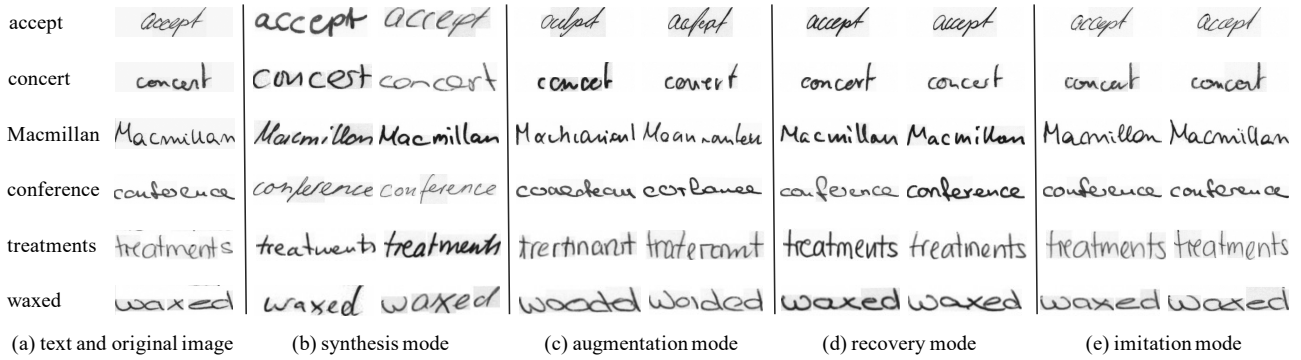 accept accept accept accept accept accept accept accept
concert concert concest concert concet concert concert concert concert
Macmillan Macmillan Macmillan Macmillan Macmillan Macmillan Macmillan Macmillan
conference conference conference conference conference conference conference conference
treatments treatments treatments treatments treatments treatments treatments treatments
waxed waxed waxed waxed waxed waxed waxed waxed
(a) text and original image (b) synthesis mode (c) augmentation mode (d) recovery mode (e) imitation mode